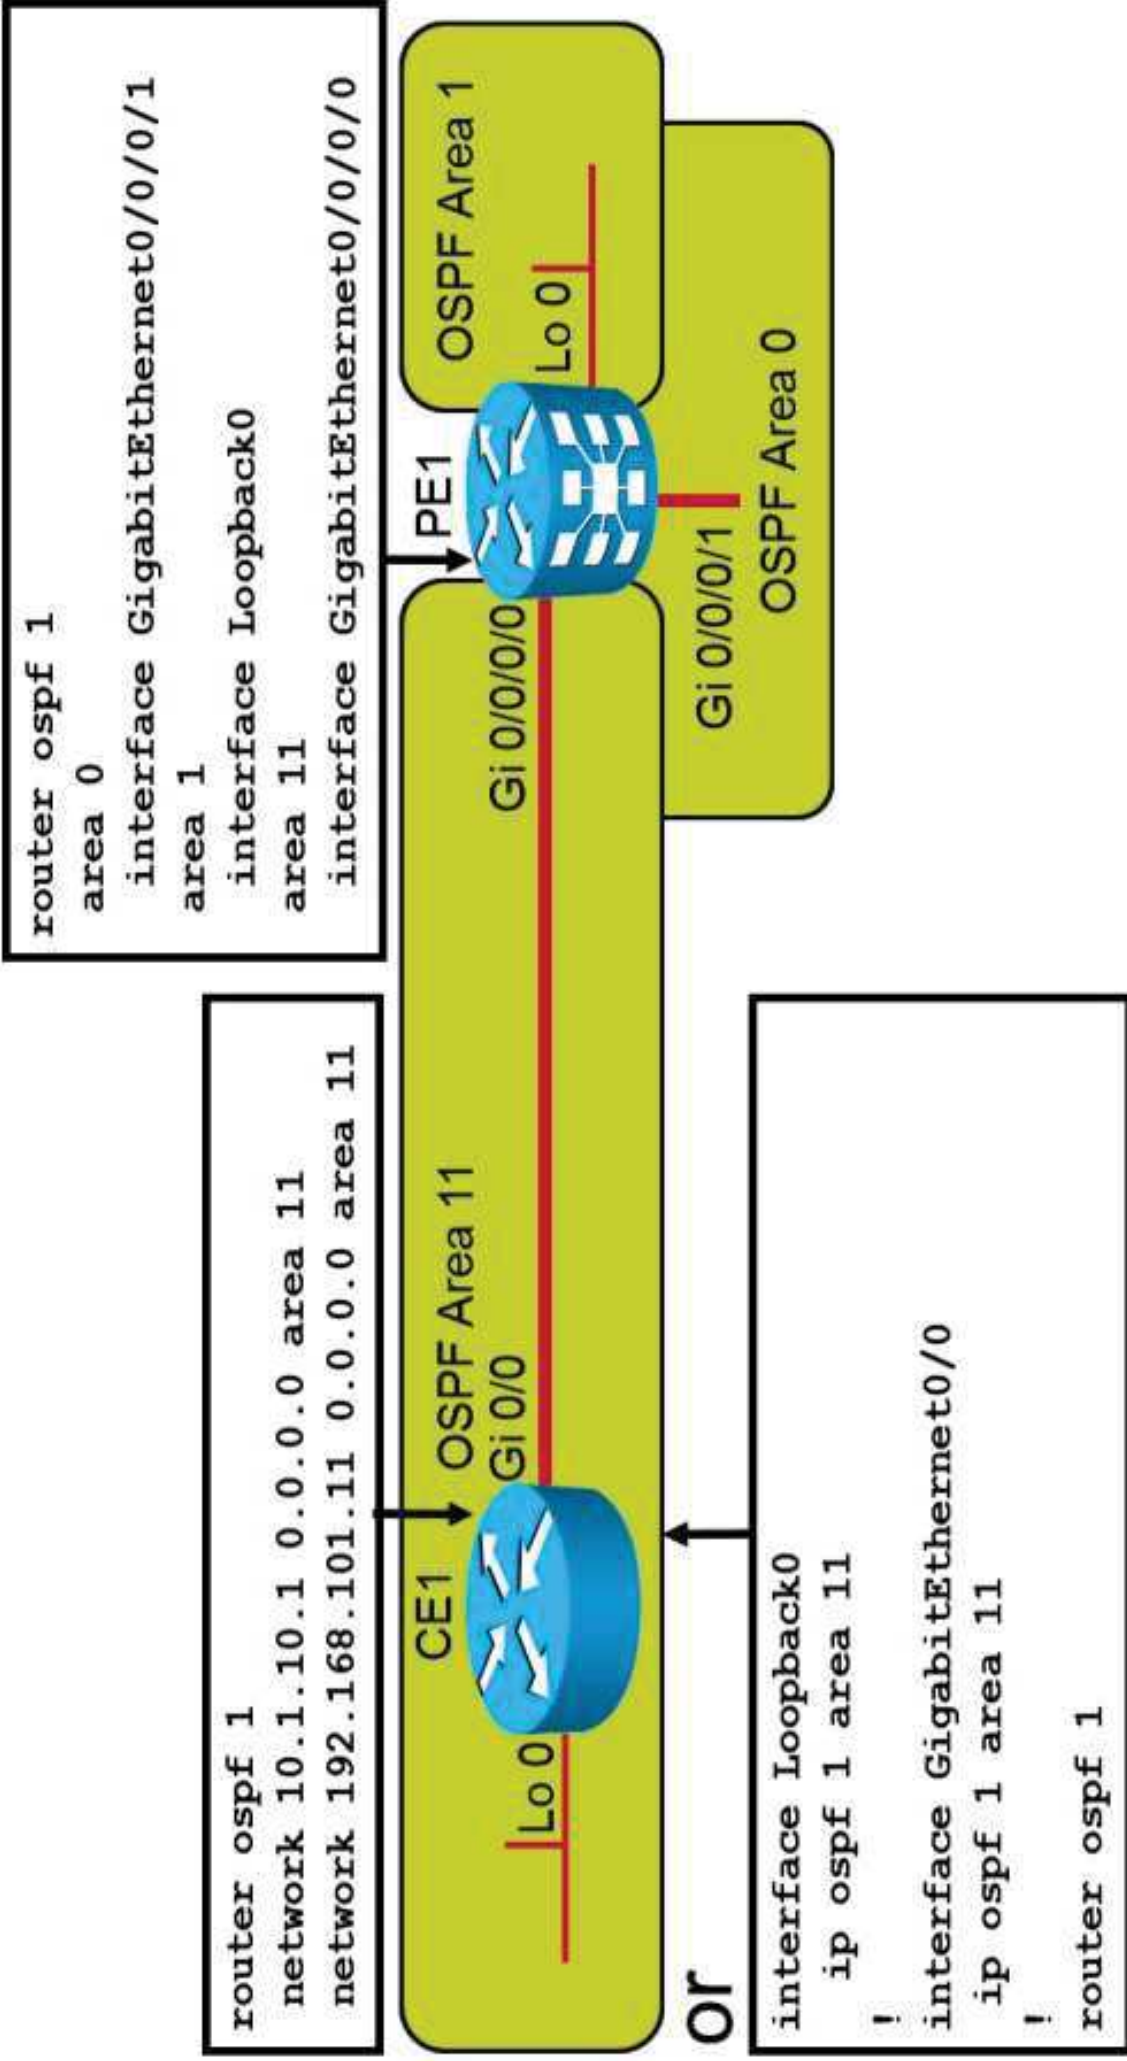 router ospf 1
network 10.1.10.1 0.0.0.0 area 11
network 192.168.101.11 0.0.0.0 area 11
router ospf 1
area 0
interface GigabitEthernet0/0/0/1
area 1
interface Loopback0
area 11
interface GigabitEthernet0/0/0/0
CE1
OSPF Area 11
Gi 0/0
Lo 0
Gi 0/0/0/0
PE1
OSPF Area 1
Lo 0
Gi 0/0/0/1
OSPF Area 0
or
interface Loopback0
ip ospf 1 area 11
!
interface GigabitEthernet0/0
ip ospf 1 area 11
!
router ospf 1